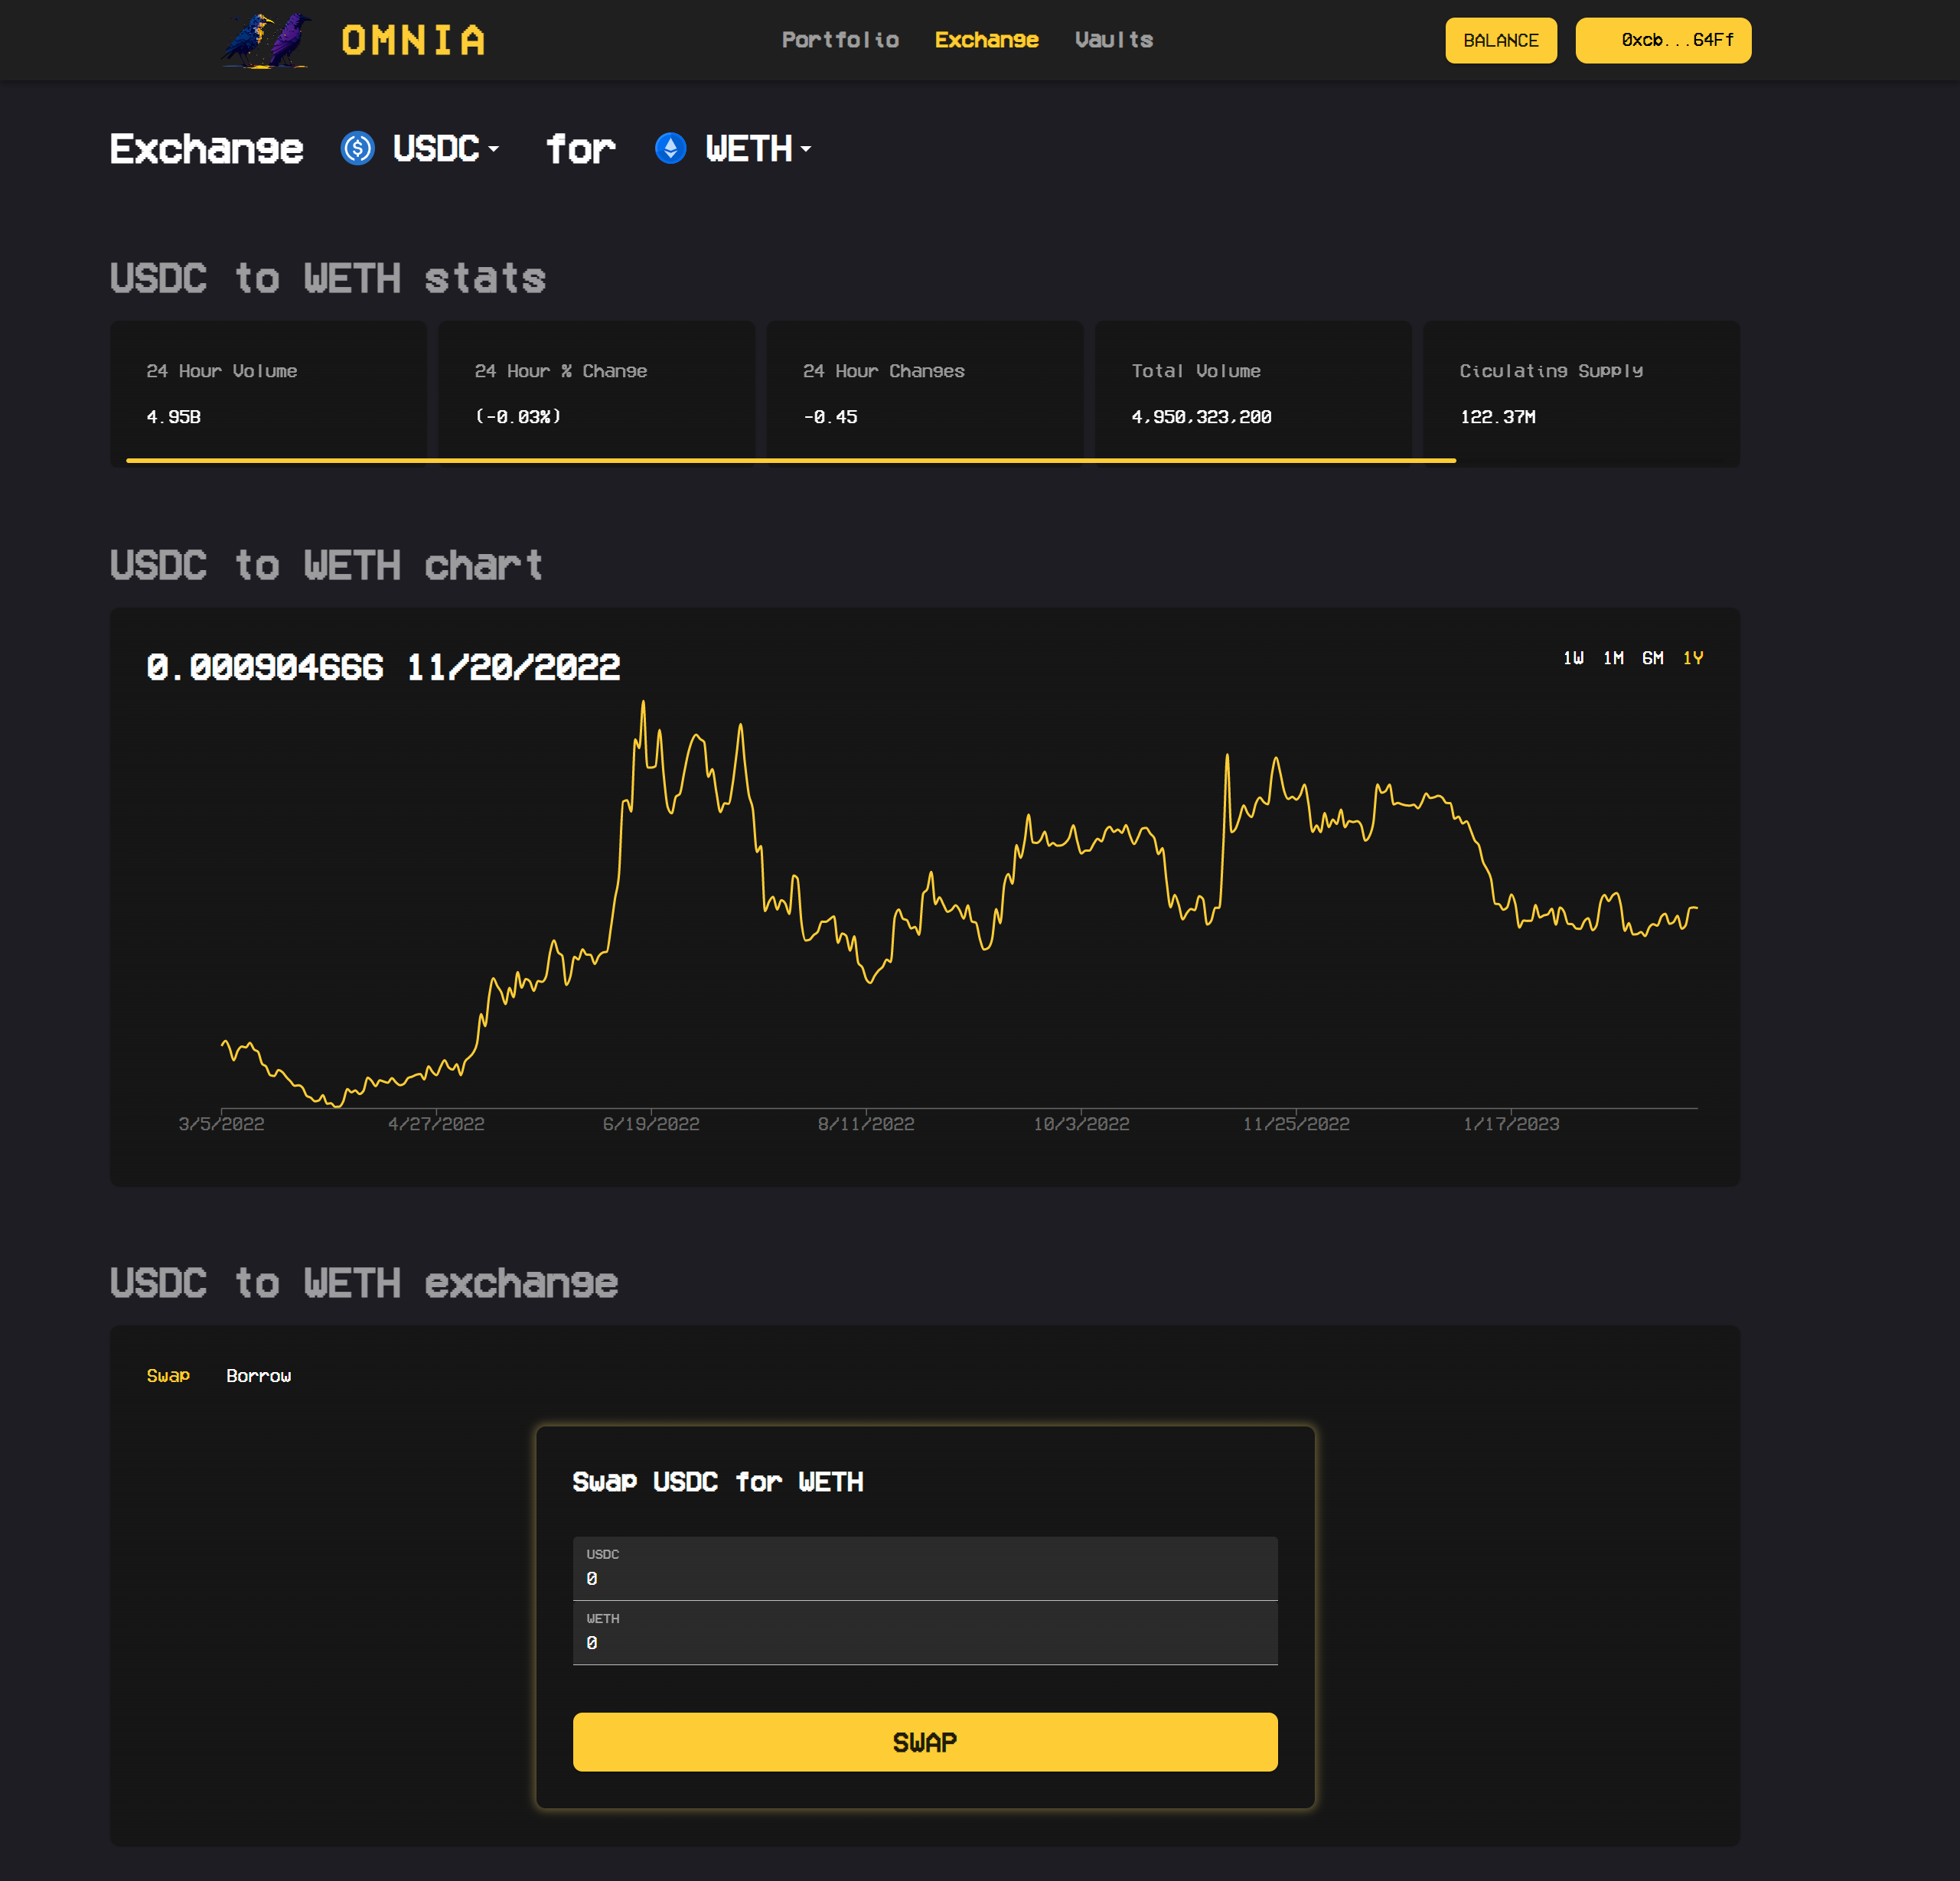 OMNIA
Portfolio Exchange Vaults
BALANCE
0xcb...64Ff
Exchange USDC for WETH
USDC to WETH stats
24 Hour Volume
4.95B
24 Hour % Change
(-0.03%)
24 Hour Changes
-0.45
Total Volume
4,950,323,200
Ciculating Supply
122.37M
USDC to WETH chart
0.000904666 11/20/2022
1W 1M 6M 1Y
3/5/2022 4/27/2022 6/19/2022 8/11/2022 10/3/2022 11/25/2022 1/17/2023
USDC to WETH exchange
Swap Borrow
Swap USDC for WETH
USDC
0
WETH
0
SWAP